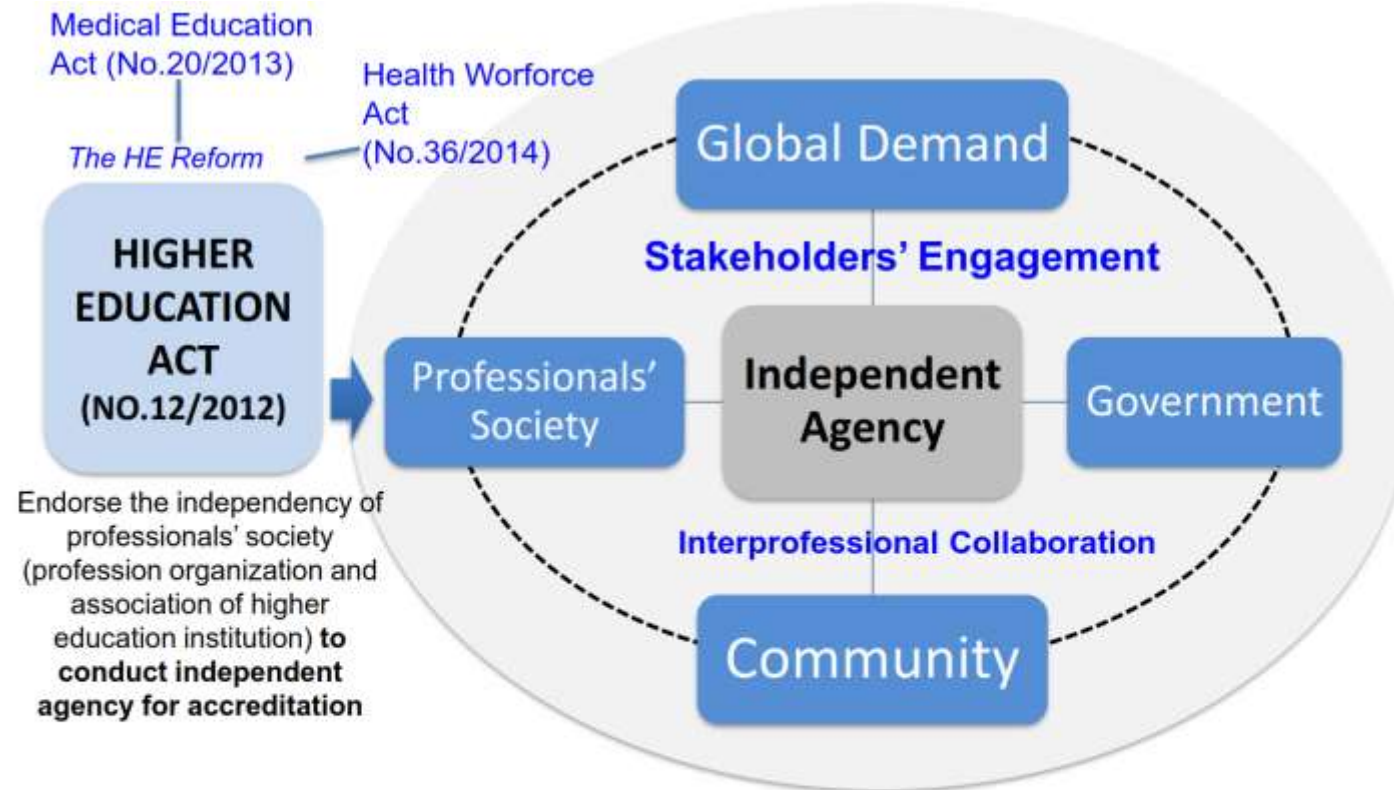 Medical Education
Act (No.20/2013)
Health Worforce
Act
(No.36/2014)
The HE Reform
HIGHER
EDUCATION
ACT
(NO.12/2012)
Endorse the independency of
professionals' society
(profession organization and
association of higher
education institution) to
conduct independent
agency for accreditation
Global Demand
Stakeholders' Engagement
Professionals'
Society
Independent
Agency
Government
Interprofessional Collaboration
Community